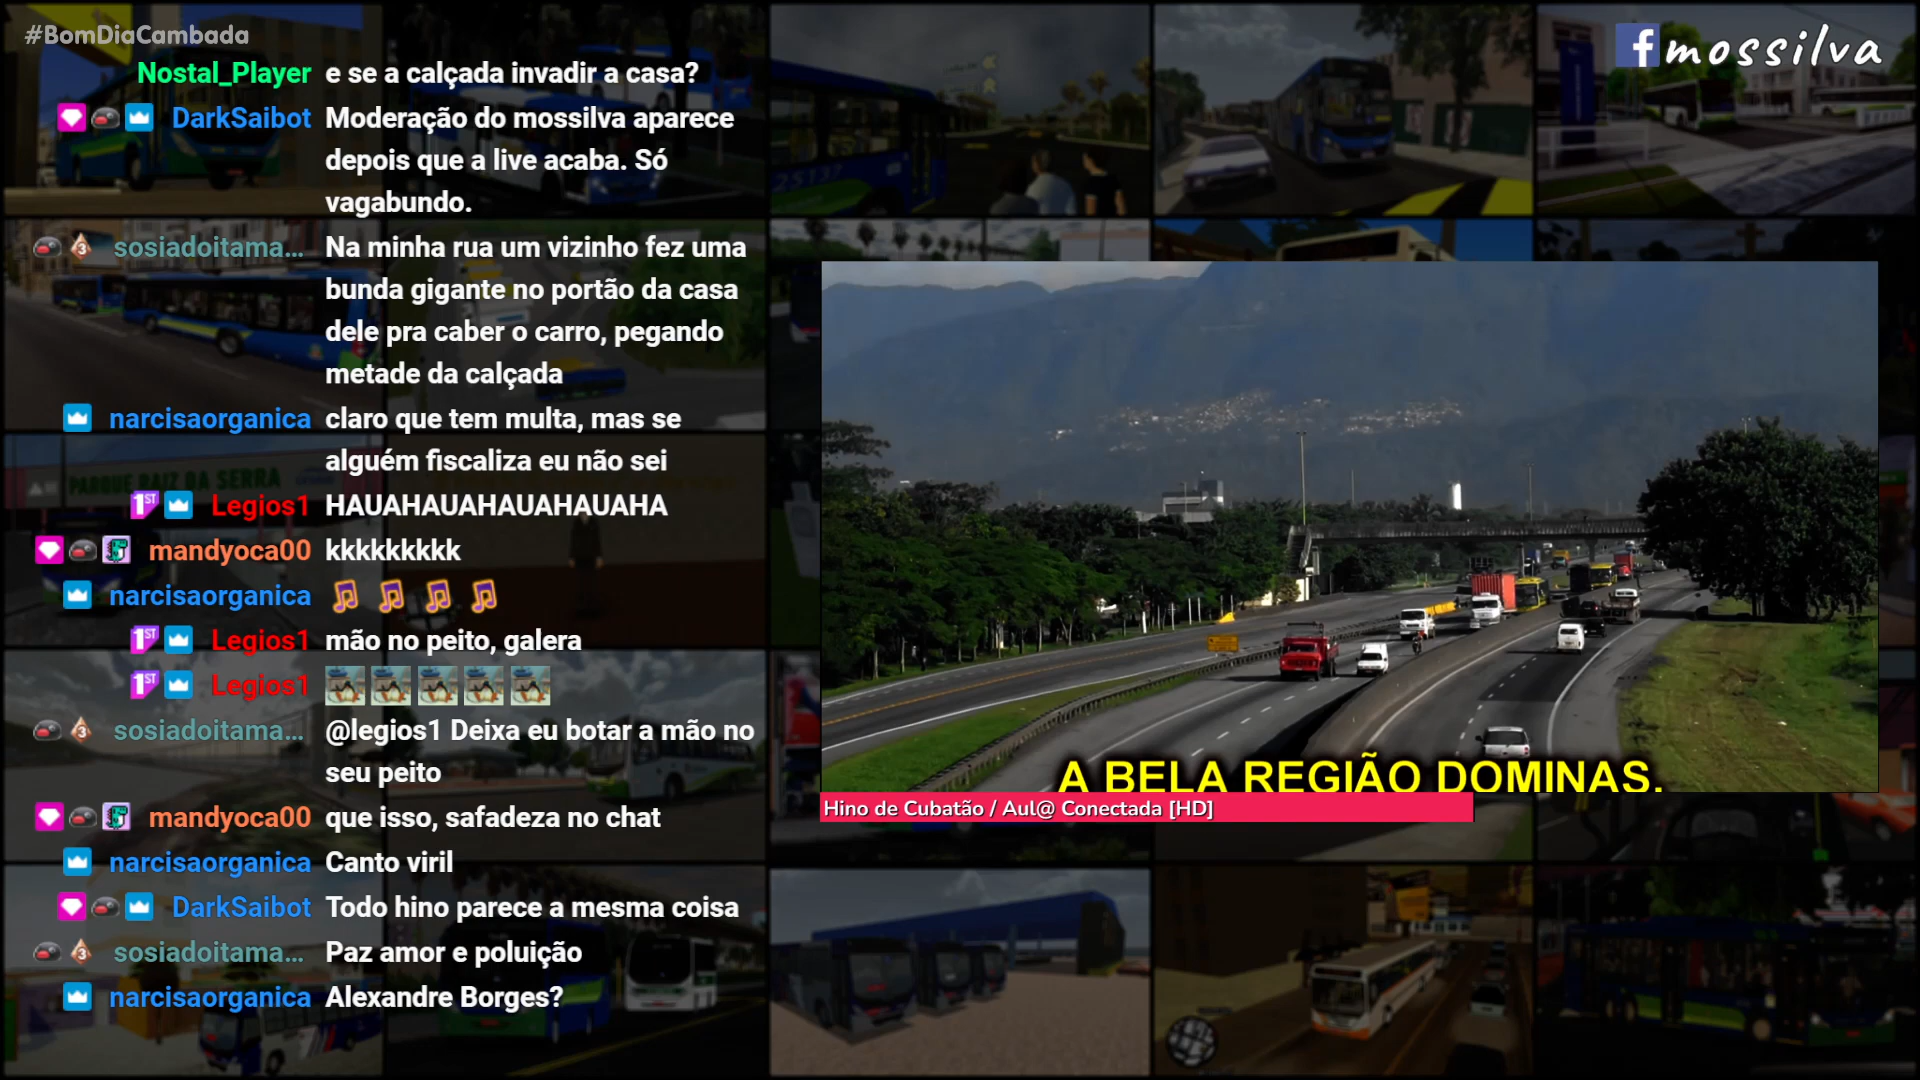 #BomDiaCambada
mossilva
Nostal_Player e se a calçada invadir a casa?
DarkSaibot Moderação do mossilva aparece
depois que a live acaba. Só
vagabundo.
sosiadoitama... Na minha rua um vizinho fez uma
bunda gigante no portão da casa
dele pra caber o carro, pegando
metade da calçada
narcisaorganica claro que tem multa, mas se
alguém fiscaliza eu não sei
Legios1 HAUAHAUAHAUAHAUAHA
mandyoca00 kkkkkkkkk
narcisaorganica
Legios1 mão no peito, galera
Legios1
sosiadoitama... @legios1 Deixa eu botar a mão no
seu peito
mandyoca00 que isso, safadeza no chat
narcisaorganica Canto viril
DarkSaibot Todo hino parece a mesma coisa
sosiadoitama... Paz amor e poluição
narcisaorganica Alexandre Borges?
A BELA REGIÃO DOMINAS.
Hino de Cubatão / Aul@ Conectada [HD]
PARQUE RAIZ DA SERRA
25137